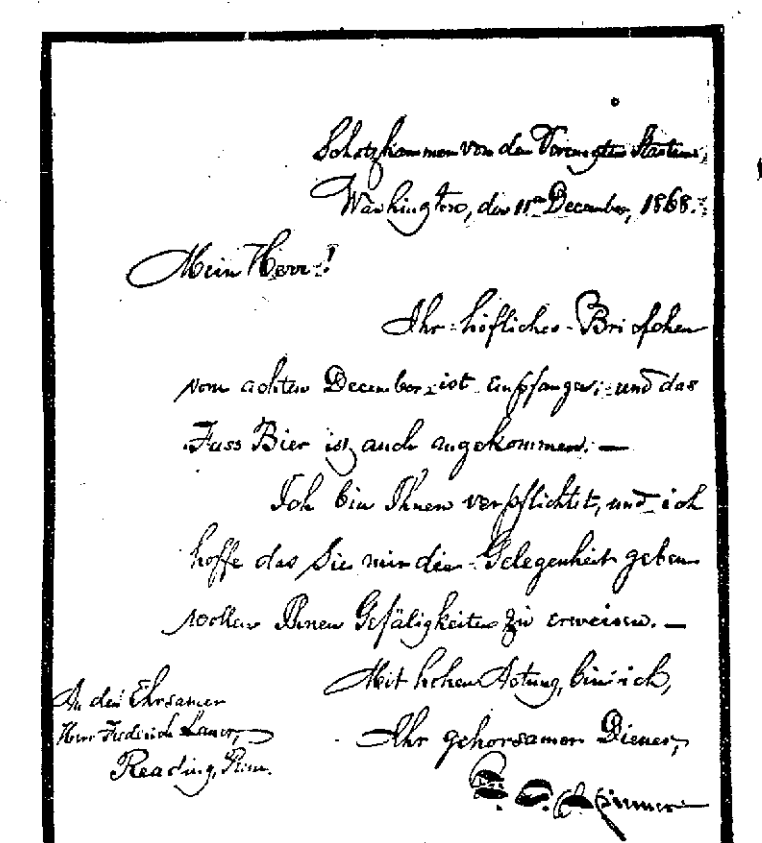 Schatzkammer von den Vereinigten Staaten,
Washington, den 11ten December, 1868.
Mein Herr!
Ihr höfliches Briefchen
vom achten December ist empfangen; und das
Fass Bier ist auch angekommen. —
Ich bin Ihnen verpflichtet, und ich
hoffe das Sie mir die Gelegenheit geben
wollen Ihnen Gefäligkeiten zu erweisen. —
Mit hohen Actung, bin ich,
Ihr gehorsamer Diener,
An den Ehrsamen
Herr Frederick Lauer,
Reading, Penn.